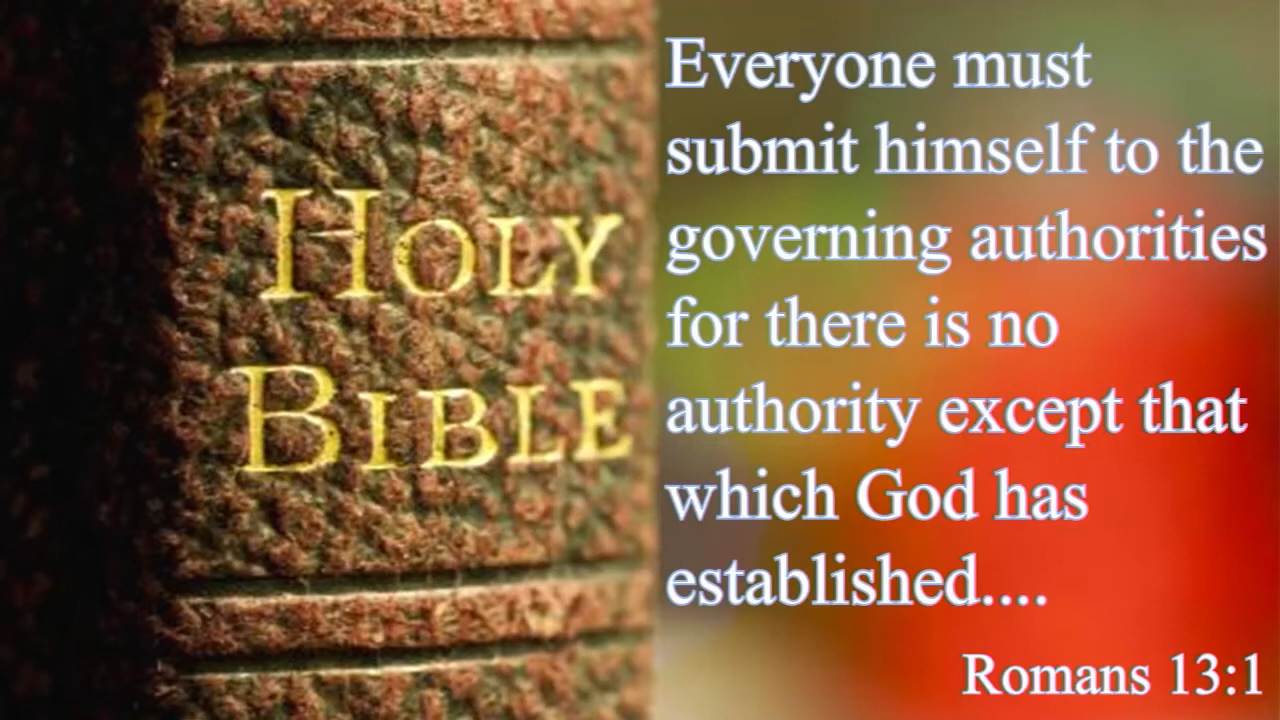 HOLY
BIBLE
Everyone must
submit himself to the
governing authorities
for there is no
authority except that
which God has
established....
Romans 13:1